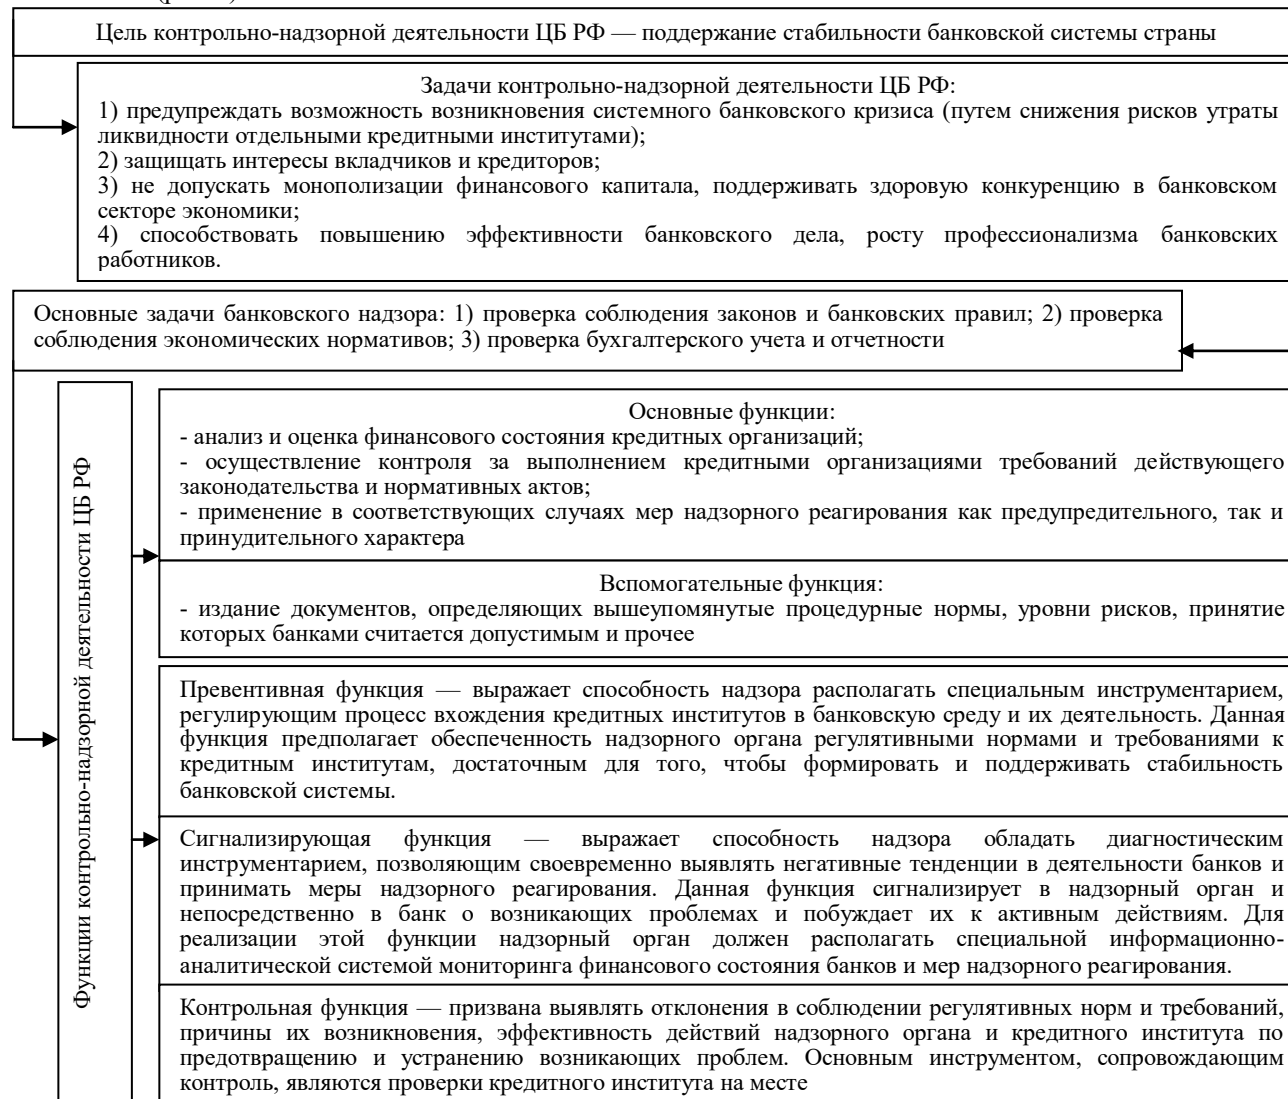 Цель контрольно-надзорной деятельности ЦБ РФ — поддержание стабильности банковской системы страны
Задачи контрольно-надзорной деятельности ЦБ РФ:
1) предупреждать возможность возникновения системного банковского кризиса (путем снижения рисков утраты
ликвидности отдельными кредитными институтами);
2) защищать интересы вкладчиков и кредиторов;
3) не допускать монополизации финансового капитала, поддерживать здоровую конкуренцию в банковском
секторе экономики;
4) способствовать повышению эффективности банковского дела, росту профессионализма банковских
работников.
Основные задачи банковского надзора: 1) проверка соблюдения законов и банковских правил; 2) проверка
соблюдения экономических нормативов; 3) проверка бухгалтерского учета и отчетности
Функции контрольно-надзорной деятельности ЦБ РФ
Основные функции:
- анализ и оценка финансового состояния кредитных организаций;
- осуществление контроля за выполнением кредитными организациями требований действующего
законодательства и нормативных актов;
- применение в соответствующих случаях мер надзорного реагирования как предупредительного, так и
принудительного характера
Вспомогательные функция:
- издание документов, определяющих вышеупомянутые процедурные нормы, уровни рисков, принятие
которых банками считается допустимым и прочее
Превентивная функция — выражает способность надзора располагать специальным инструментарием,
регулирующим процесс вхождения кредитных институтов в банковскую среду и их деятельность. Данная
функция предполагает обеспеченность надзорного органа регулятивными нормами и требованиями к
кредитным институтам, достаточным для того, чтобы формировать и поддерживать стабильность
банковской системы.
Сигнализирующая функция — выражает способность надзора обладать диагностическим
инструментарием, позволяющим своевременно выявлять негативные тенденции в деятельности банков и
принимать меры надзорного реагирования. Данная функция сигнализирует в надзорный орган и
непосредственно в банк о возникающих проблемах и побуждает их к активным действиям. Для
реализации этой функции надзорный орган должен располагать специальной информационно-
аналитической системой мониторинга финансового состояния банков и мер надзорного реагирования.
Контрольная функция — призвана выявлять отклонения в соблюдении регулятивных норм и требований,
причины их возникновения, эффективность действий надзорного органа и кредитного института по
предотвращению и устранению возникающих проблем. Основным инструментом, сопровождающим
контроль, являются проверки кредитного института на месте